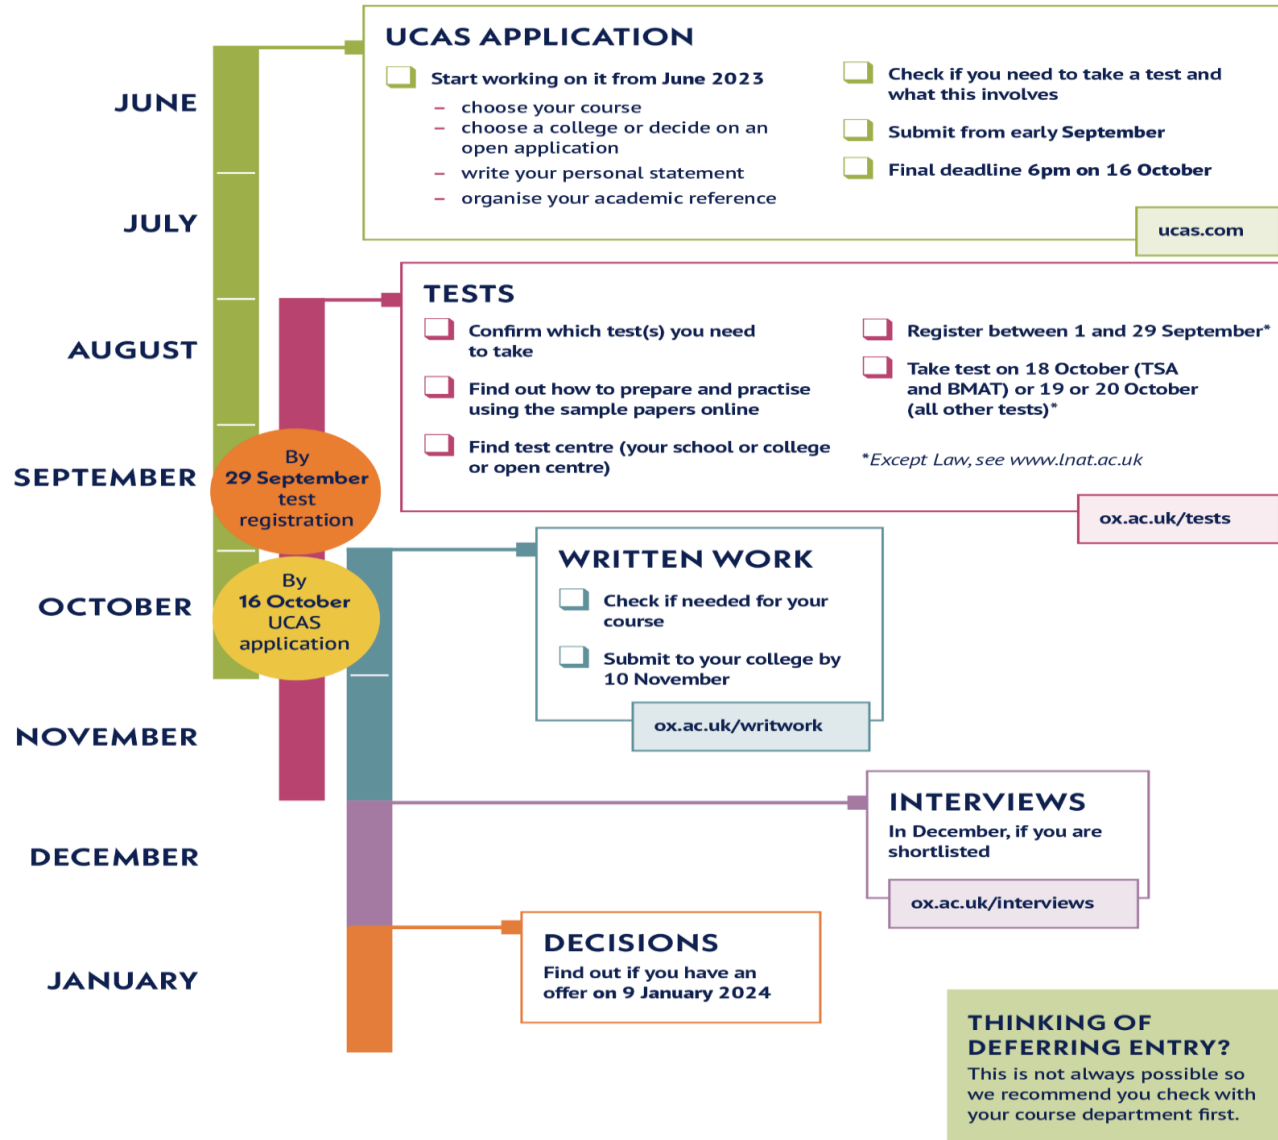 UCAS APPLICATION
Start working on it from June 2023
– choose your course
– choose a college or decide on an
open application
– write your personal statement
– organise your academic reference
Check if you need to take a test and
what this involves
Submit from early September
Final deadline 6pm on 16 October
ucas.com
JUNE
JULY
AUGUST
SEPTEMBER
OCTOBER
NOVEMBER
DECEMBER
JANUARY
TESTS
Confirm which test(s) you need
to take
Find out how to prepare and practise
using the sample papers online
Find test centre (your school or college
or open centre)
Register between 1 and 29 September*
Take test on 18 October (TSA
and BMAT) or 19 or 20 October
(all other tests)*
*Except Law, see www.lnat.ac.uk
ox.ac.uk/tests
By
29 September
test
registration
By
16 October
UCAS
application
WRITTEN WORK
Check if needed for your
course
Submit to your college by
10 November
ox.ac.uk/writwork
INTERVIEWS
In December, if you are
shortlisted
ox.ac.uk/interviews
DECISIONS
Find out if you have an
offer on 9 January 2024
THINKING OF
DEFERRING ENTRY?
This is not always possible so
we recommend you check with
your course department first.